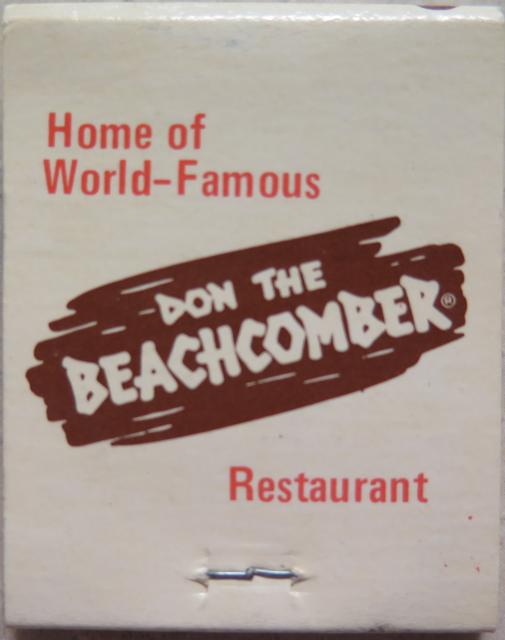 Home of
World-Famous
DON THE
BEACHCOMBER®
Restaurant